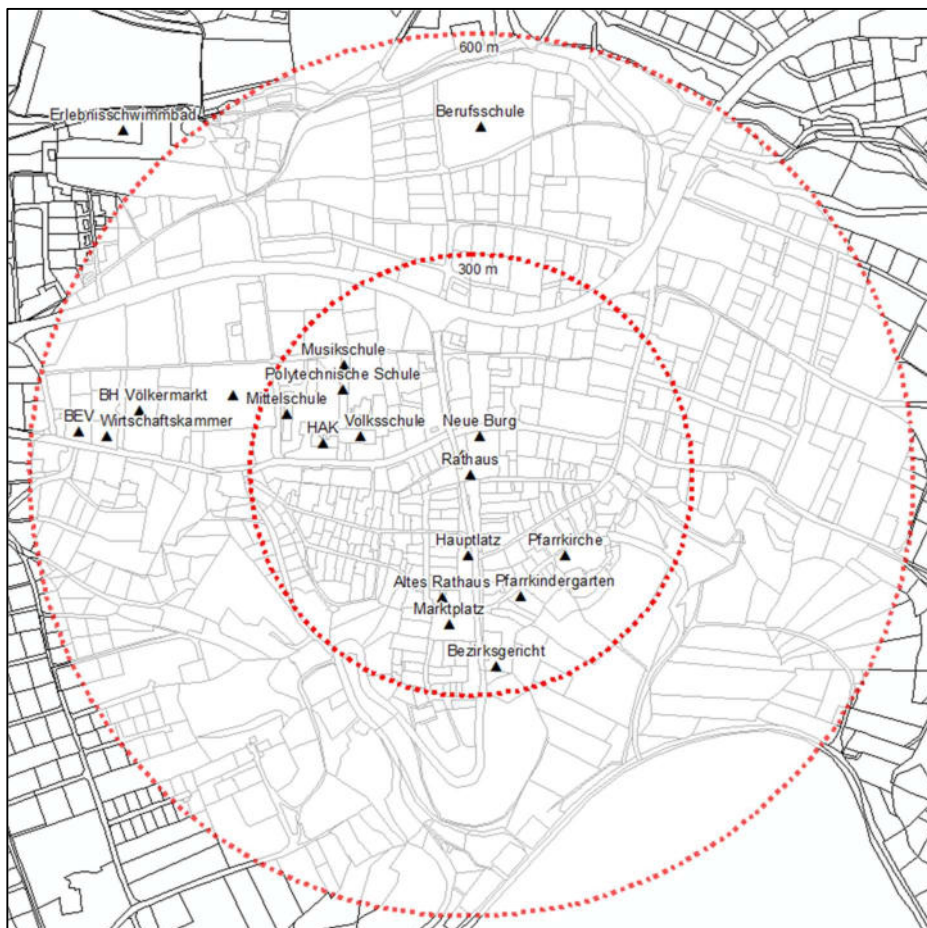 600 m
Erlebnisschwimmbad
Berufsschule
300 m
Musikschule
Polytechnische Schule
BH Völkermarkt
Mittelschule
BEV
Wirtschaftskammer
HAK
Volksschule
Neue Burg
Rathaus
Hauptlatz
Pfarrkirche
Altes Rathaus
Pfarrkindergarten
Marktplatz
Bezirksgericht